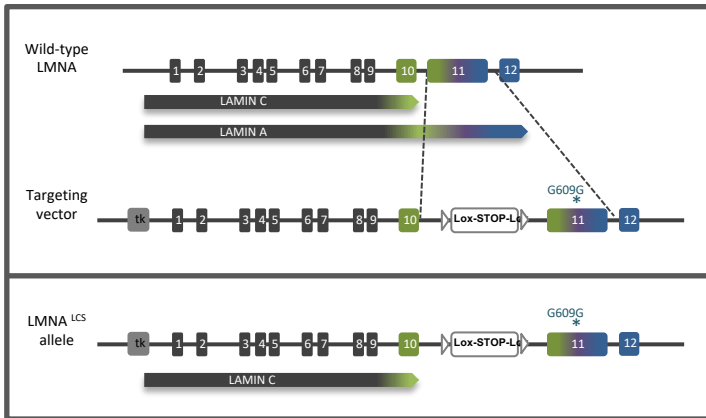 Wild-type
LMNA
1 2 3 4 5 6 7 8 9 10 11 12
LAMIN C
LAMIN A
Targeting
vector
G609G
*
tk 1 2 3 4 5 6 7 8 9 10 Lox-STOP-Lo 11 12
LMNA LCS
allele
G609G
*
tk 1 2 3 4 5 6 7 8 9 10 Lox-STOP-Lo 11 12
LAMIN C